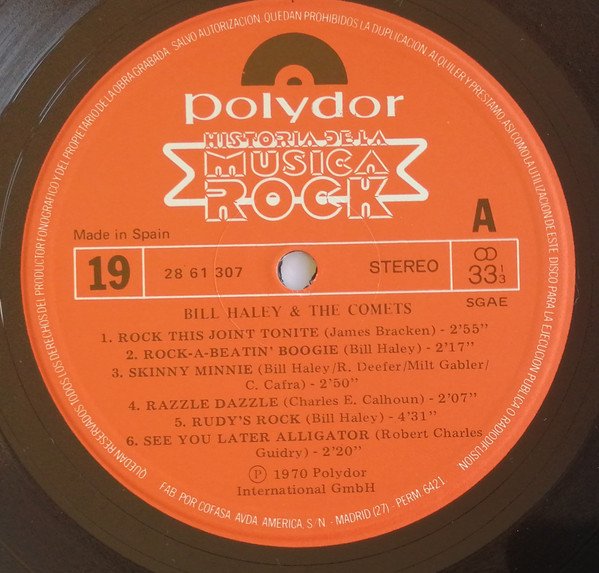 QUEDAN RESERVADOS TODOS LOS DERECHOS DEL PRODUCTOR FONOGRAFICO Y DEL PROPIETARIO DE LA OBRA GRABADA. SALVO AUTORIZACION, QUEDAN PROHIBIDOS LA DUPLICACION, ALQUILER Y PRESTAMO, ASI COMO LA UTILIZACION DE ESTE DISCO PARA LA EJECUCION PUBLICA O RADIODIFUSION
polydor
HISTORIA DE LA
MUSICA
ROCK
Made in Spain
A
19
28 61 307
STEREO
33 1/3
SGAE
BILL HALEY & THE COMETS
1. ROCK THIS JOINT TONITE (James Bracken) - 2'55"
2. ROCK-A-BEATIN' BOOGIE (Bill Haley) - 2'17"
3. SKINNY MINNIE (Bill Haley/R. Deefer/Milt Gabler/
C. Cafra) - 2'50"
4. RAZZLE DAZZLE (Charles E. Calhoun) - 2'07"
5. RUDY'S ROCK (Bill Haley) - 4'31"
6. SEE YOU LATER ALLIGATOR (Robert Charles
Guidry) - 2'20"
Ⓟ 1970 Polydor
International GmbH
FAB. POR COFASA. AVDA. AMERICA, S/N - MADRID (27) - PERM. 6421